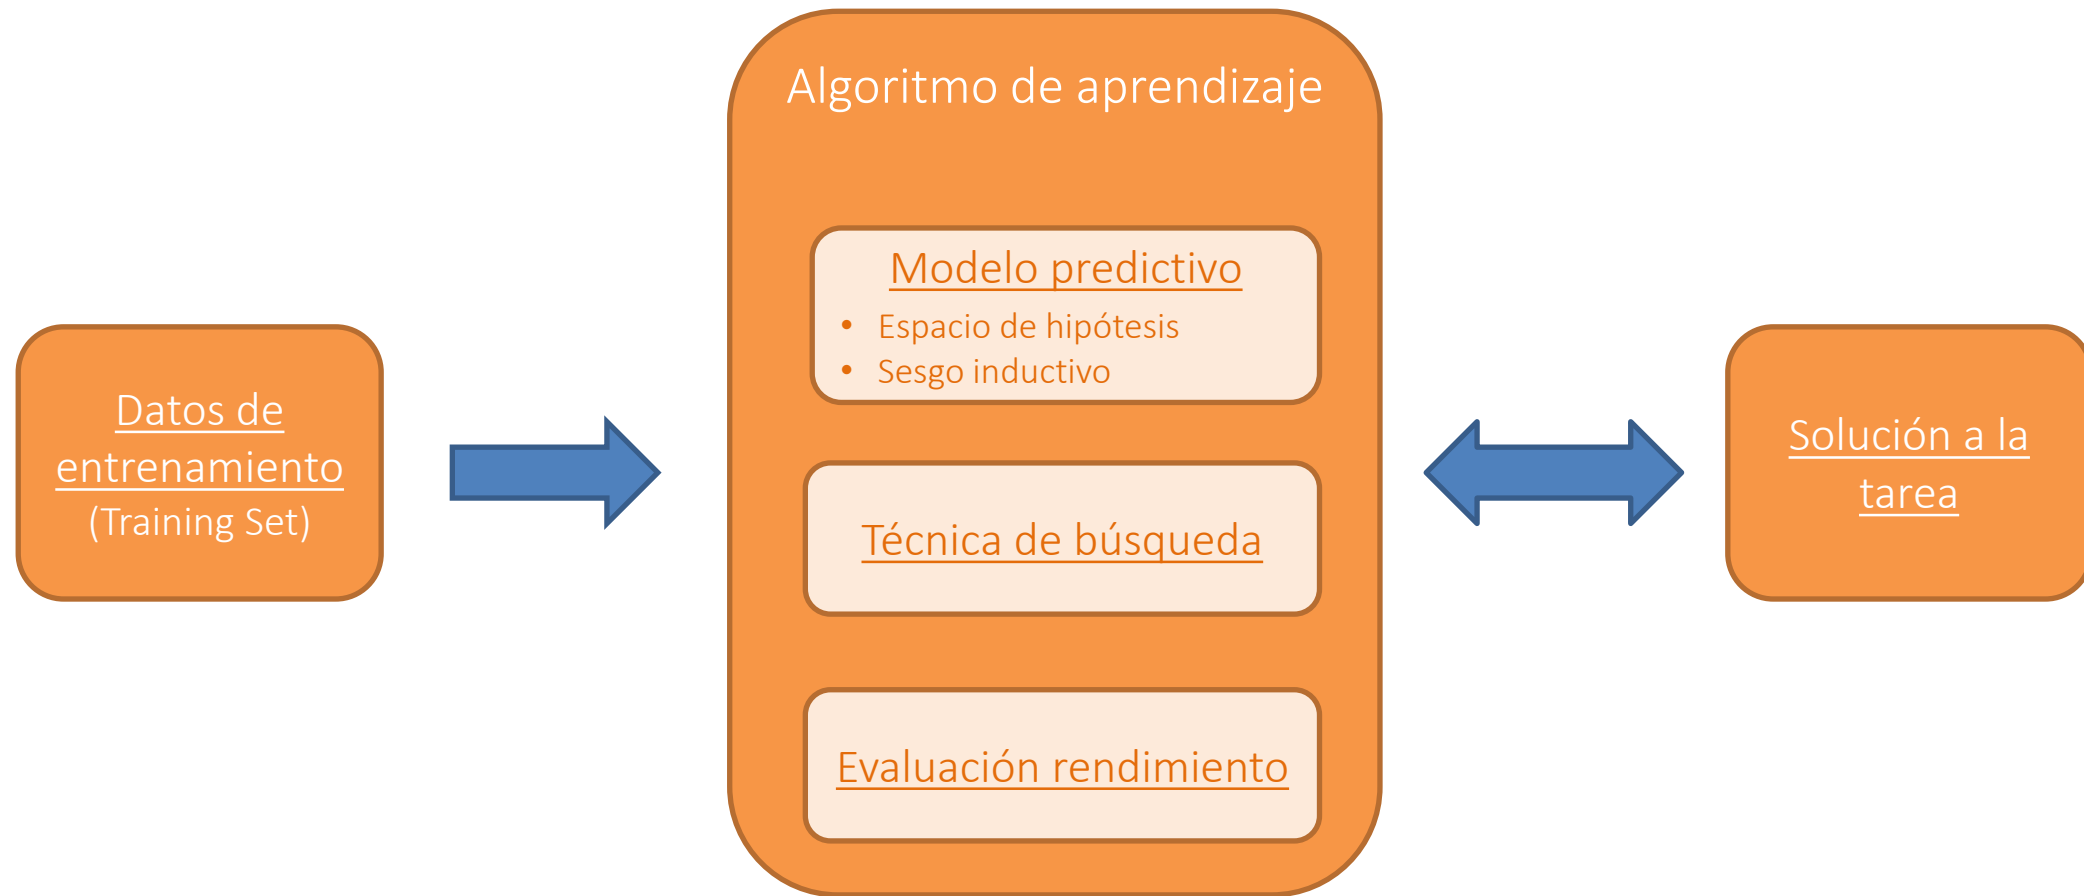 Algoritmo de aprendizaje
Modelo predictivo
• Espacio de hipótesis
• Sesgo inductivo
Datos de
entrenamiento
(Training Set)
Técnica de búsqueda
Evaluación rendimiento
Solución a la
tarea